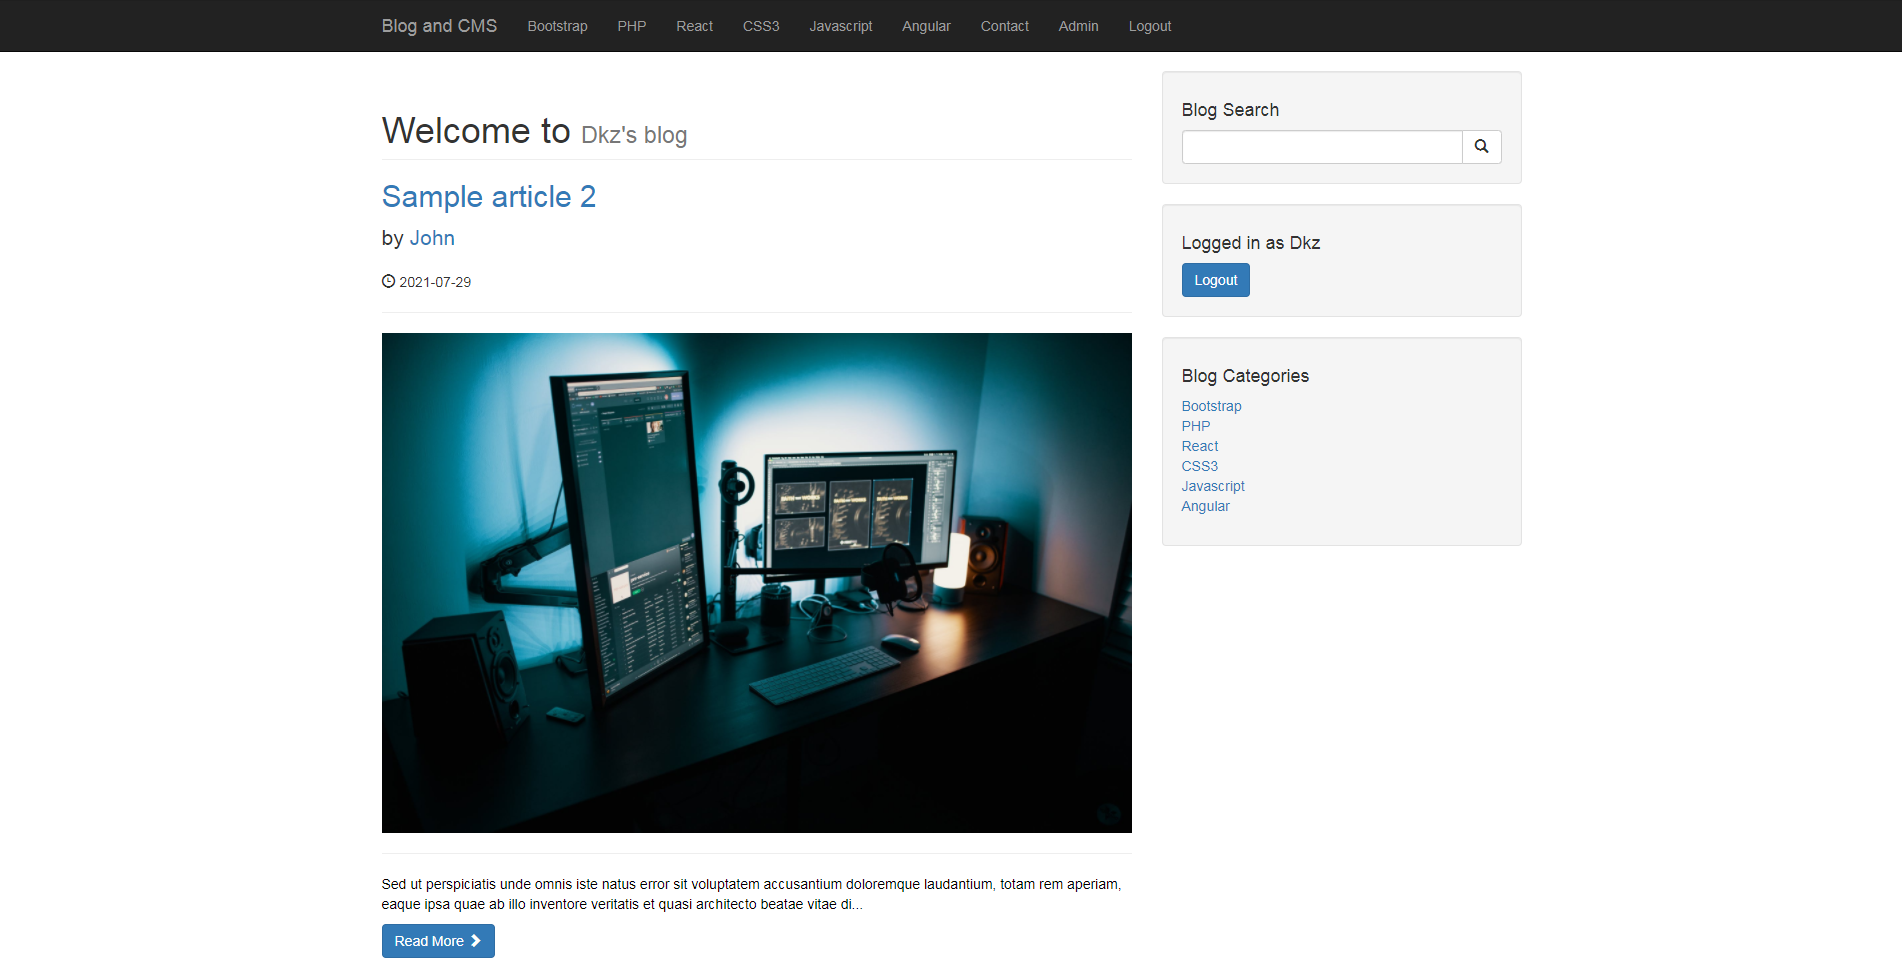 Blog and CMS Bootstrap PHP React CSS3 Javascript Angular Contact Admin Logout
Welcome to Dkz's blog
Sample article 2
by John
2021-07-29
Sed ut perspiciatis unde omnis iste natus error sit voluptatem accusantium doloremque laudantium, totam rem aperiam,
eaque ipsa quae ab illo inventore veritatis et quasi architecto beatae vitae di...
Read More
Blog Search
Logged in as Dkz
Logout
Blog Categories
Bootstrap
PHP
React
CSS3
Javascript
Angular